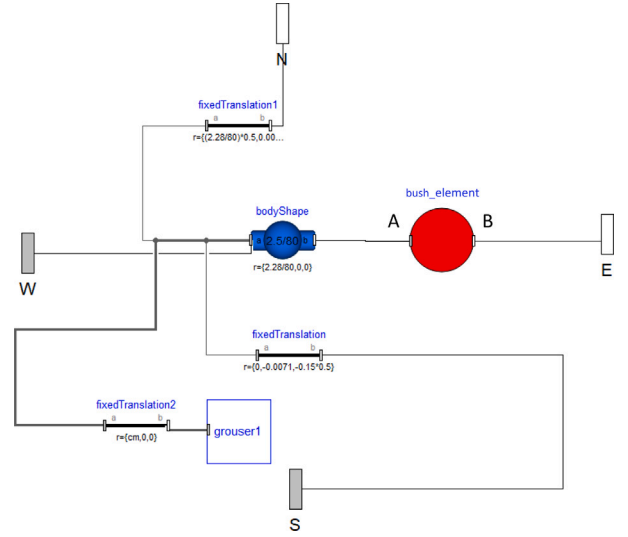 N
fixedTranslation1
a b
r={(2.28/80)*0.5,0.00...
bush_element
bodyShape
A B
a 2.5/80 b
W
E
r={2.28/80,0,0}
fixedTranslation
a b
r={0,-0.0071,-0.15*0.5}
fixedTranslation2
a b
r={cm,0,0}
grouser1
S